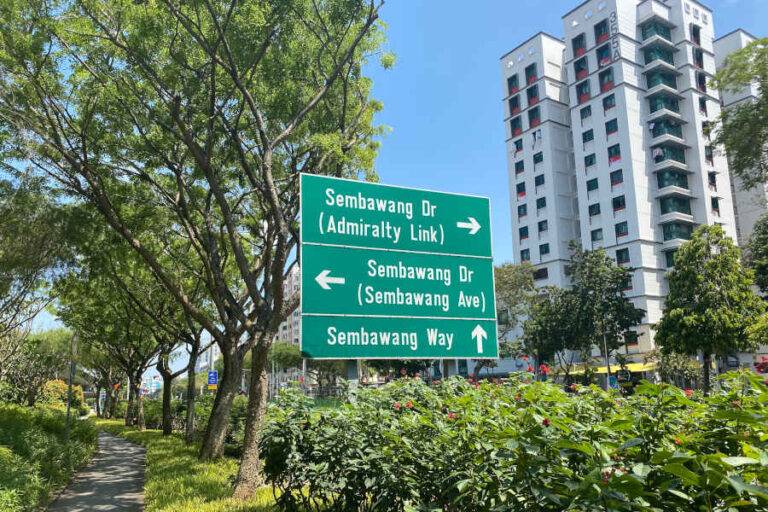 Sembawang Dr
(Admiralty Link)
Sembawang Dr
(Sembawang Ave)
Sembawang Way